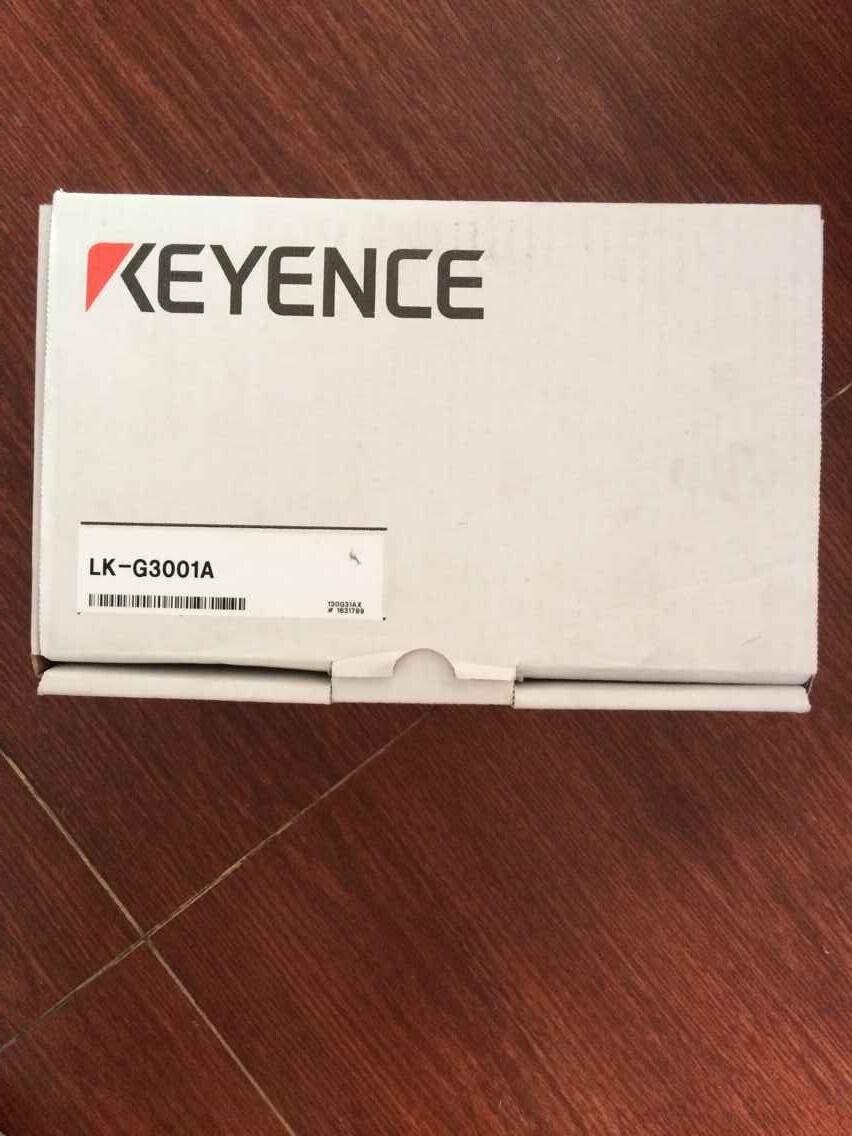 KEYENCE
LK-G3001A
130G31AX
# 1631789